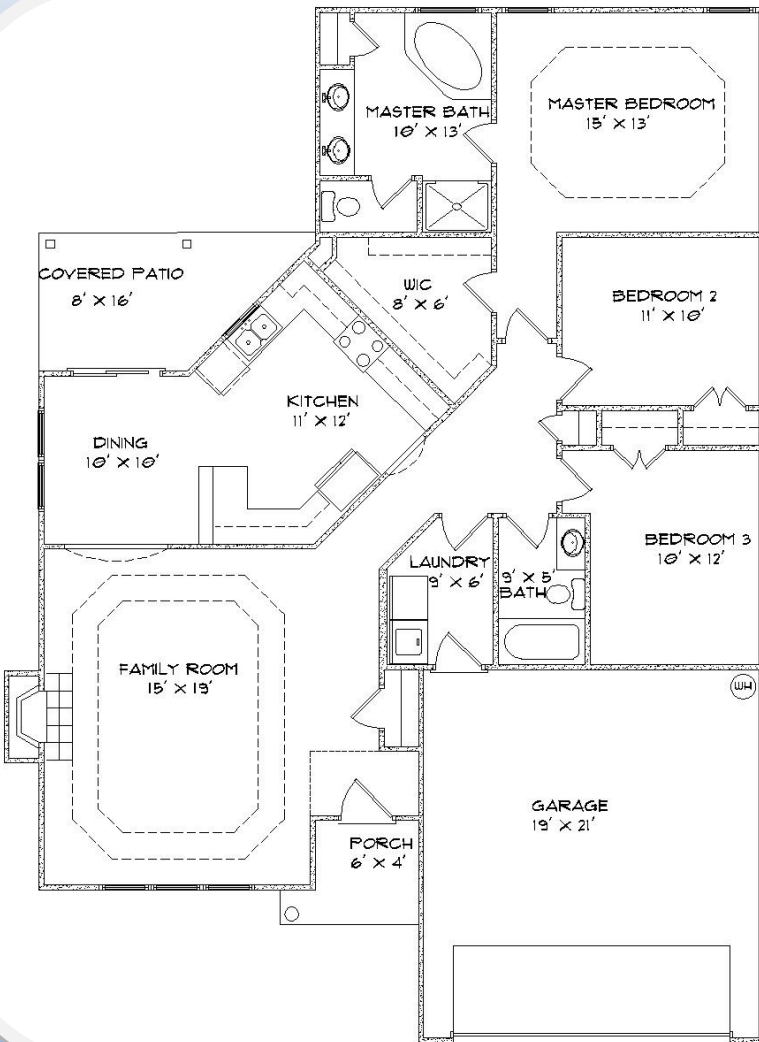 MASTER BATH
10' X 13'
MASTER BEDROOM
15' X 13'
COVERED PATIO
8' X 16'
WIC
8' X 6'
BEDROOM 2
11' X 10'
KITCHEN
11' X 12'
DINING
10' X 10'
LAUNDRY
9' X 6'
9' X 5'
BATH
BEDROOM 3
10' X 12'
FAMILY ROOM
15' X 19'
WH
GARAGE
19' X 21'
PORCH
6' X 4'